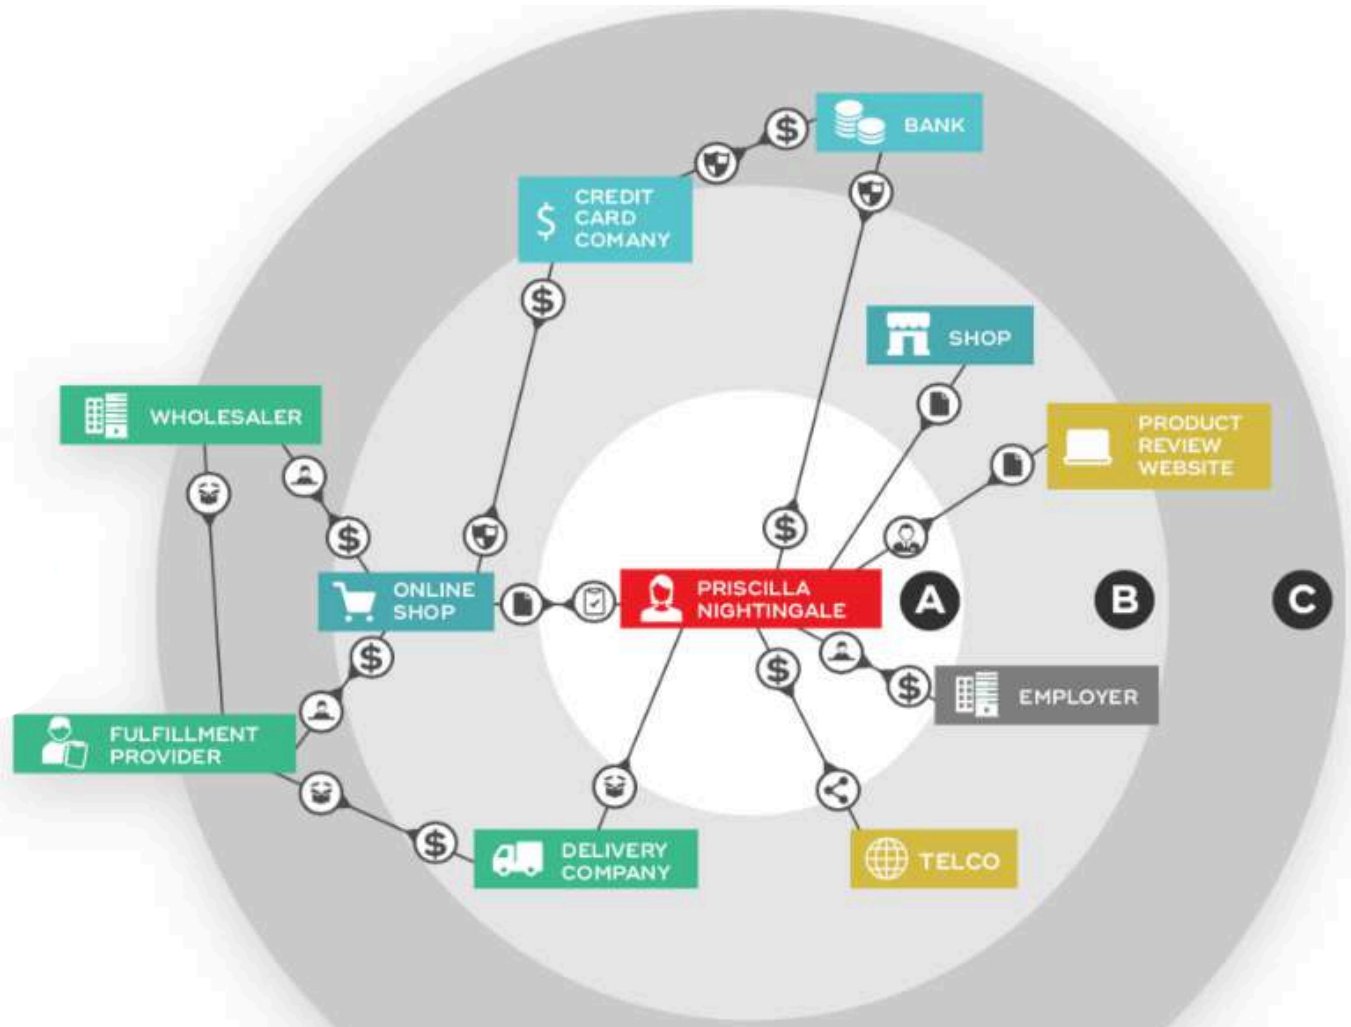 BANK
$
CREDIT
CARD
COMANY
$
$
SHOP
PRODUCT
REVIEW
WEBSITE
WHOLESALER
$
$
ONLINE
SHOP
PRISCILLA
NIGHTINGALE
A
B
C
$
$
$
EMPLOYER
FULFILLMENT
PROVIDER
$
DELIVERY
COMPANY
TELCO